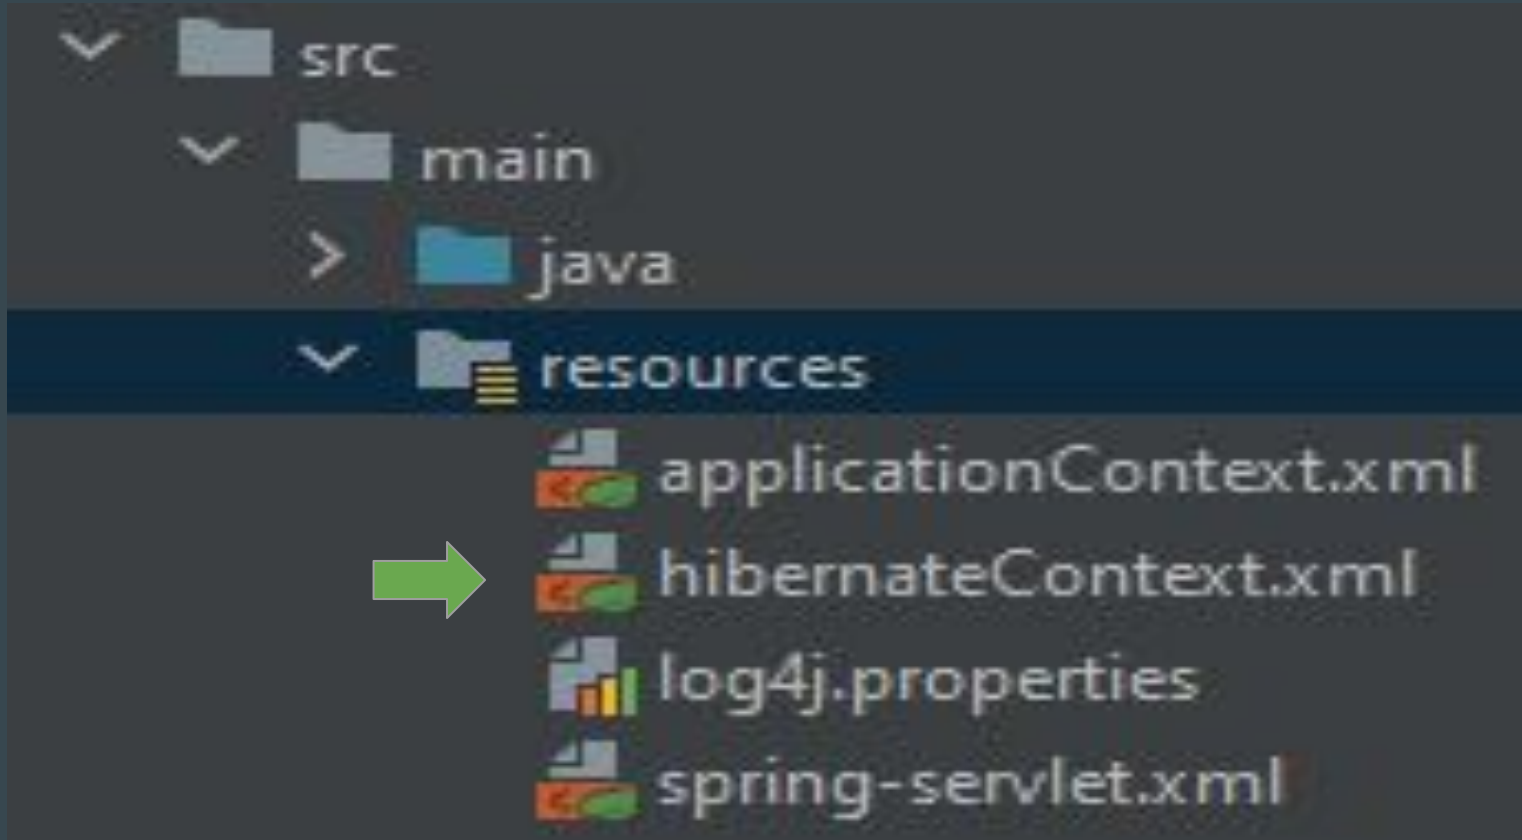 src
main
java
resources
applicationContext.xml
hibernateContext.xml
log4j.properties
spring-servlet.xml